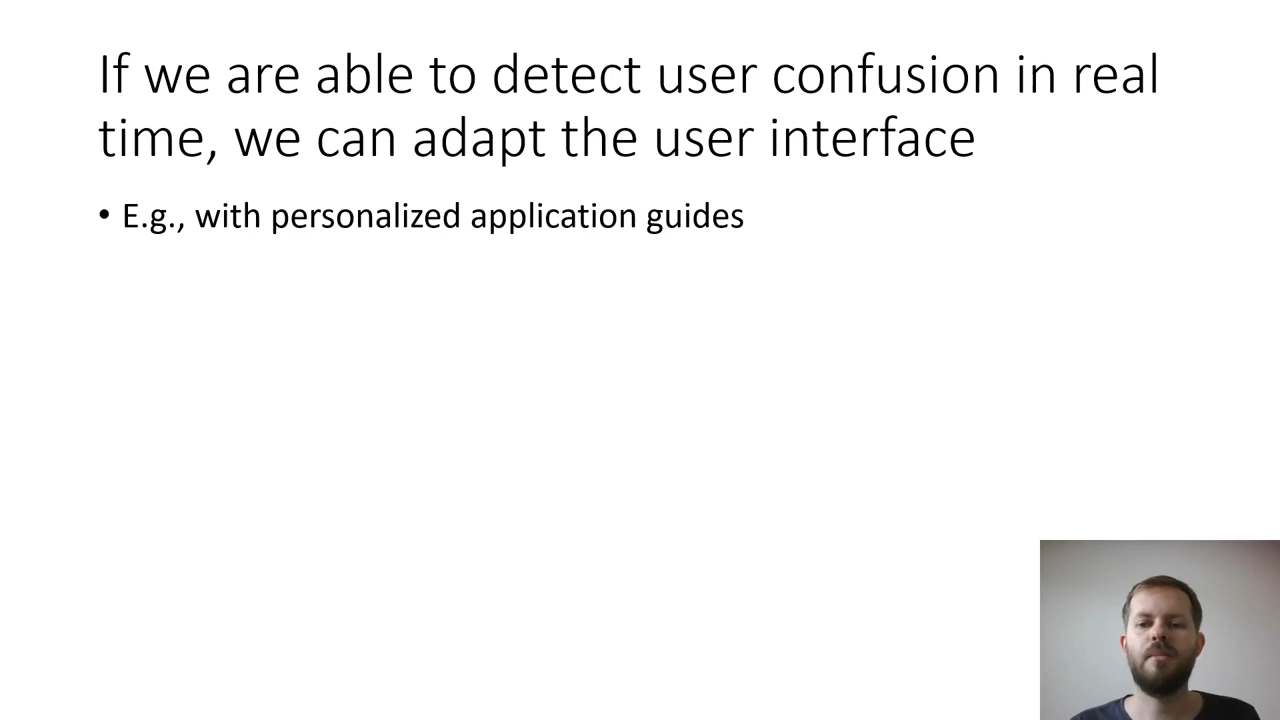 If we are able to detect user confusion in real
time, we can adapt the user interface
• E.g., with personalized application guides